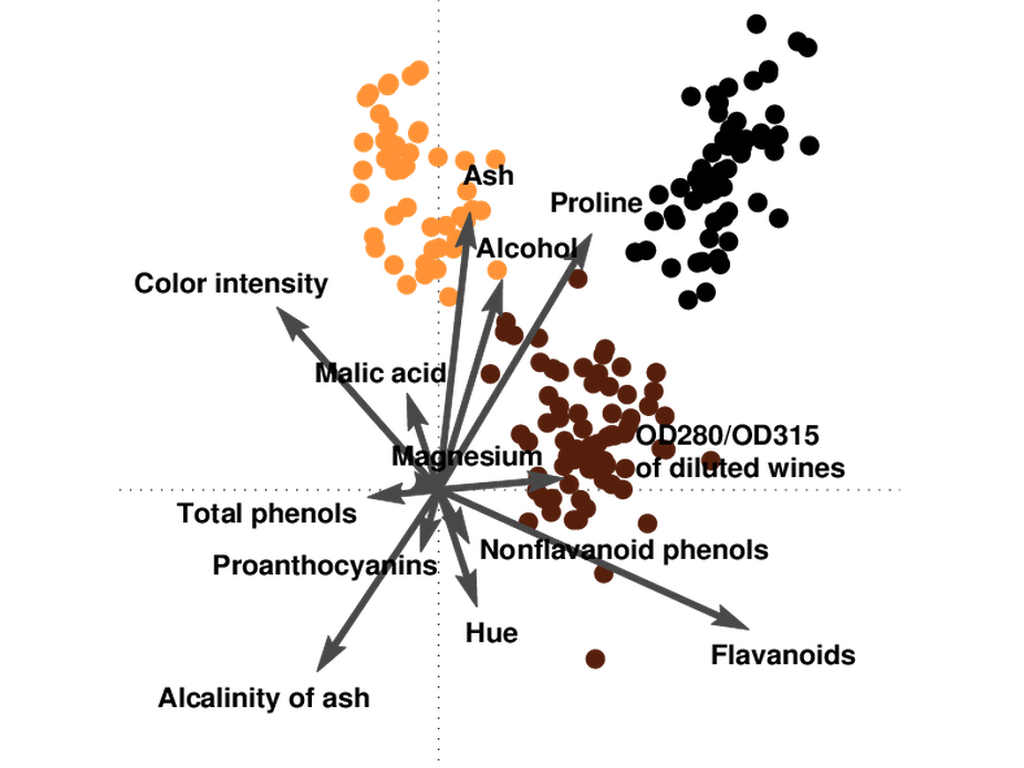 Ash
Proline
Alcohol
Color intensity
Malic acid
OD280/OD315
of diluted wines
Magnesium
Total phenols
Nonflavanoid phenols
Proanthocyanins
Hue
Flavanoids
Alcalinity of ash